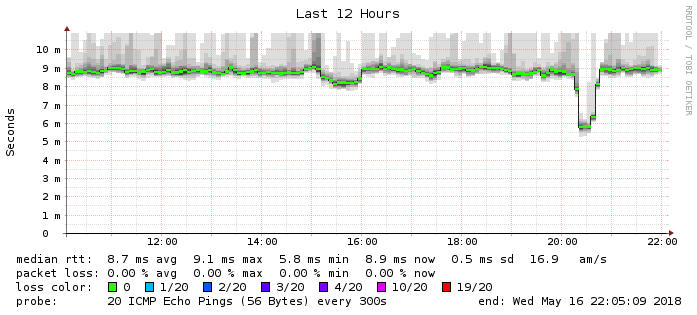 Last 12 Hours
RRDTOOL / TOBI OETIKER
Seconds
10 m
9 m
8 m
7 m
6 m
5 m
4 m
3 m
2 m
1 m
0
12:00 14:00 16:00 18:00 20:00 22:00
median rtt: 8.7 ms avg 9.1 ms max 5.8 ms min 8.9 ms now 0.5 ms sd 16.9 am/s
packet loss: 0.00 % avg 0.00 % max 0.00 % min 0.00 % now
loss color: 0 1/20 2/20 3/20 4/20 10/20 19/20
probe: 20 ICMP Echo Pings (56 Bytes) every 300s end: Wed May 16 22:05:09 2018